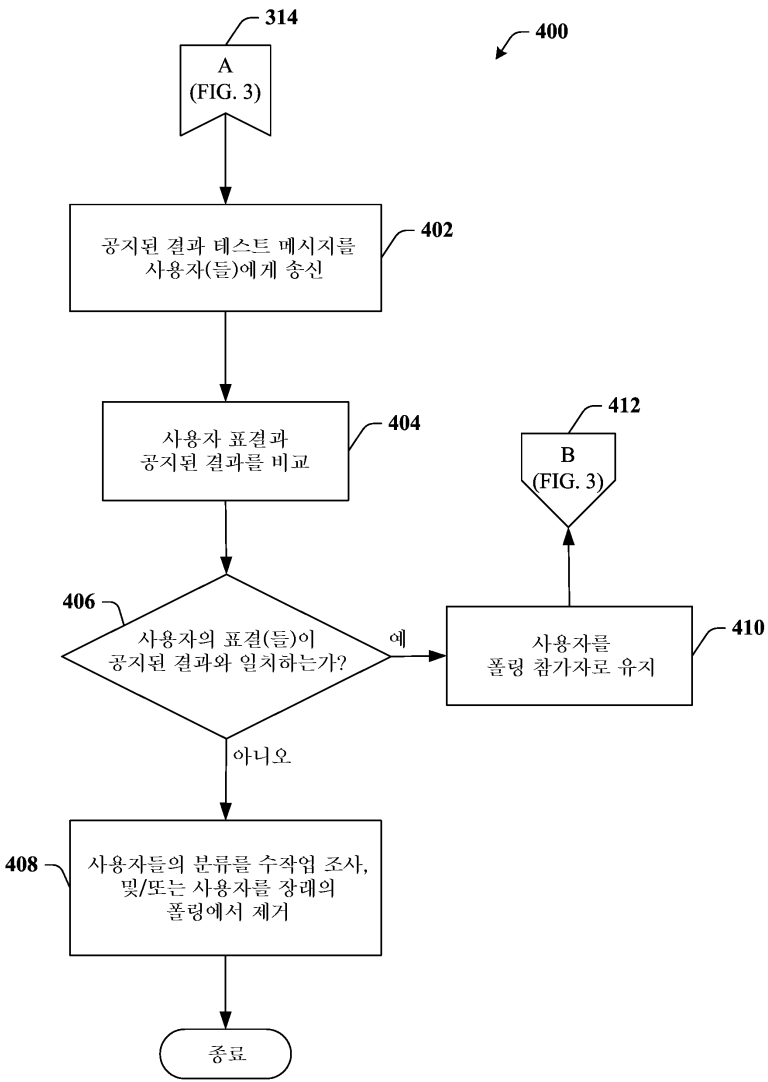 314
400
A
(FIG. 3)
공지된 결과 테스트 메시지를
사용자(들)에게 송신
402
사용자 표결과
공지된 결과를 비교
404
412
B
(FIG. 3)
406
사용자의 표결(들)이
공지된 결과와 일치하는가?
예
사용자를
폴링 참가자로 유지
410
아니오
408
사용자들의 분류를 수작업 조사,
및/또는 사용자를 장래의
폴링에서 제거
종료